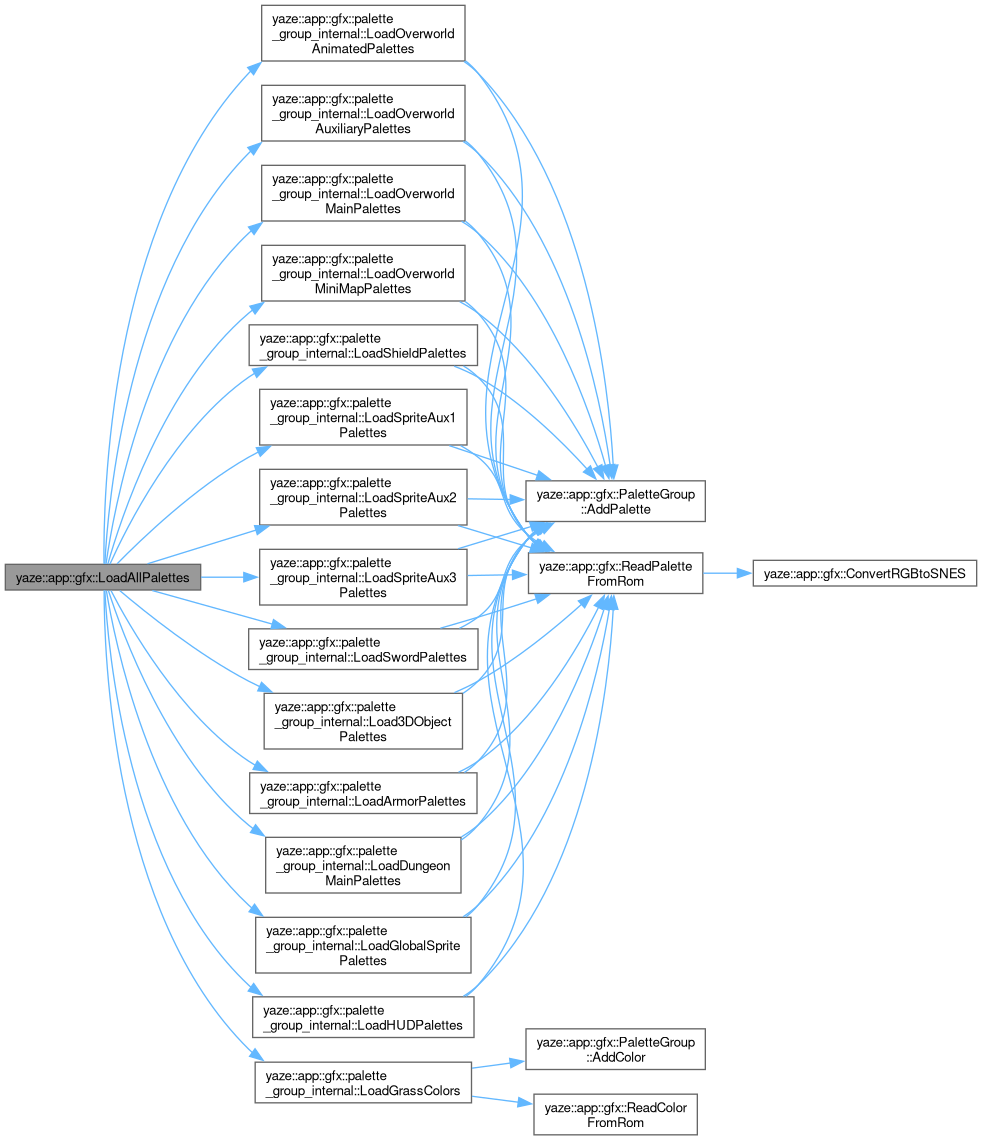 yaze::app::gfx::LoadAllPalettes
yaze::app::gfx::palette
_group_internal::LoadOverworld
AnimatedPalettes
yaze::app::gfx::palette
_group_internal::LoadOverworld
AuxiliaryPalettes
yaze::app::gfx::palette
_group_internal::LoadOverworld
MainPalettes
yaze::app::gfx::palette
_group_internal::LoadOverworld
MiniMapPalettes
yaze::app::gfx::palette
_group_internal::LoadShieldPalettes
yaze::app::gfx::palette
_group_internal::LoadSpriteAux1
Palettes
yaze::app::gfx::palette
_group_internal::LoadSpriteAux2
Palettes
yaze::app::gfx::palette
_group_internal::LoadSpriteAux3
Palettes
yaze::app::gfx::palette
_group_internal::LoadSwordPalettes
yaze::app::gfx::palette
_group_internal::Load3DObject
Palettes
yaze::app::gfx::palette
_group_internal::LoadArmorPalettes
yaze::app::gfx::palette
_group_internal::LoadDungeon
MainPalettes
yaze::app::gfx::palette
_group_internal::LoadGlobalSprite
Palettes
yaze::app::gfx::palette
_group_internal::LoadHUDPalettes
yaze::app::gfx::palette
_group_internal::LoadGrassColors
yaze::app::gfx::PaletteGroup
::AddPalette
yaze::app::gfx::ReadPalette
FromRom
yaze::app::gfx::PaletteGroup
::AddColor
yaze::app::gfx::ReadColor
FromRom
yaze::app::gfx::ConvertRGBtoSNES